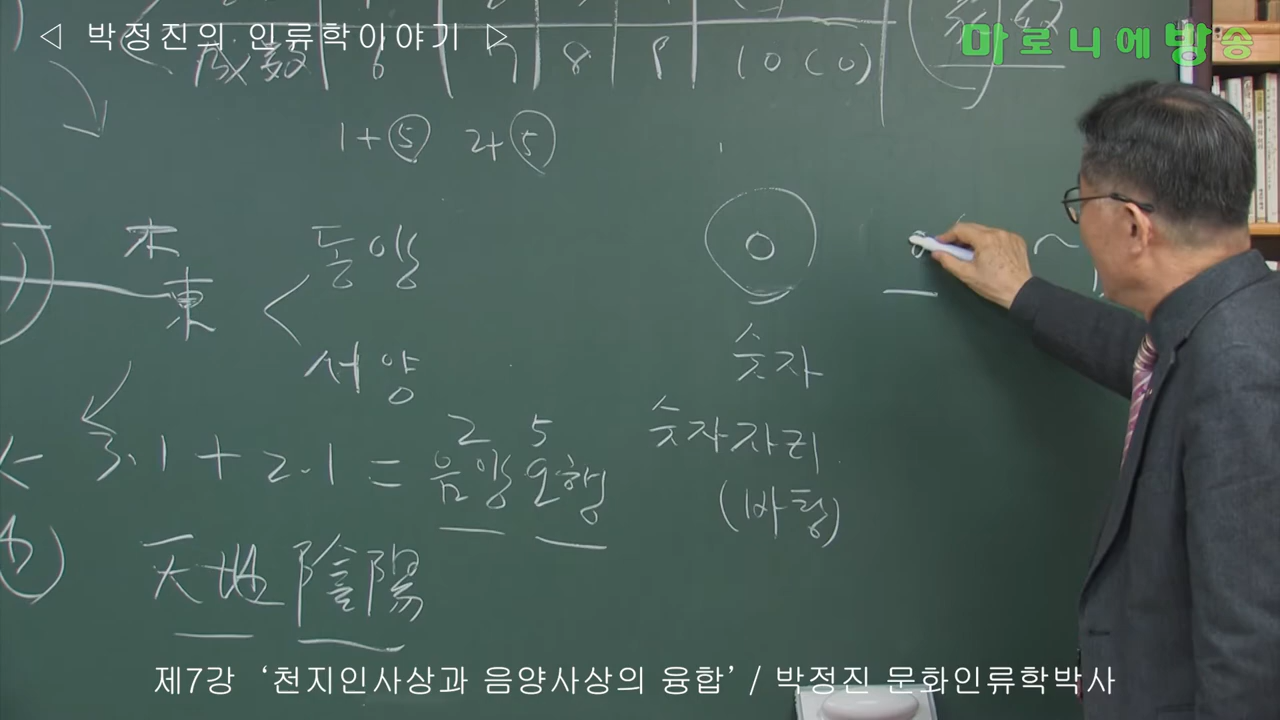 ◁ 박정진의 인류학이야기 ▷
마로니에방송
成數 6 7 8 9 10 (0)
1+⑤ 2+⑤
木
東 < 동양
서양
숫자
2 5
← 3.1 + 2.1 = 음양오행
숫자자리
(바탕)
天地 陰陽
제7강 ‘천지인사상과 음양사상의 융합’ / 박정진 문화인류학박사